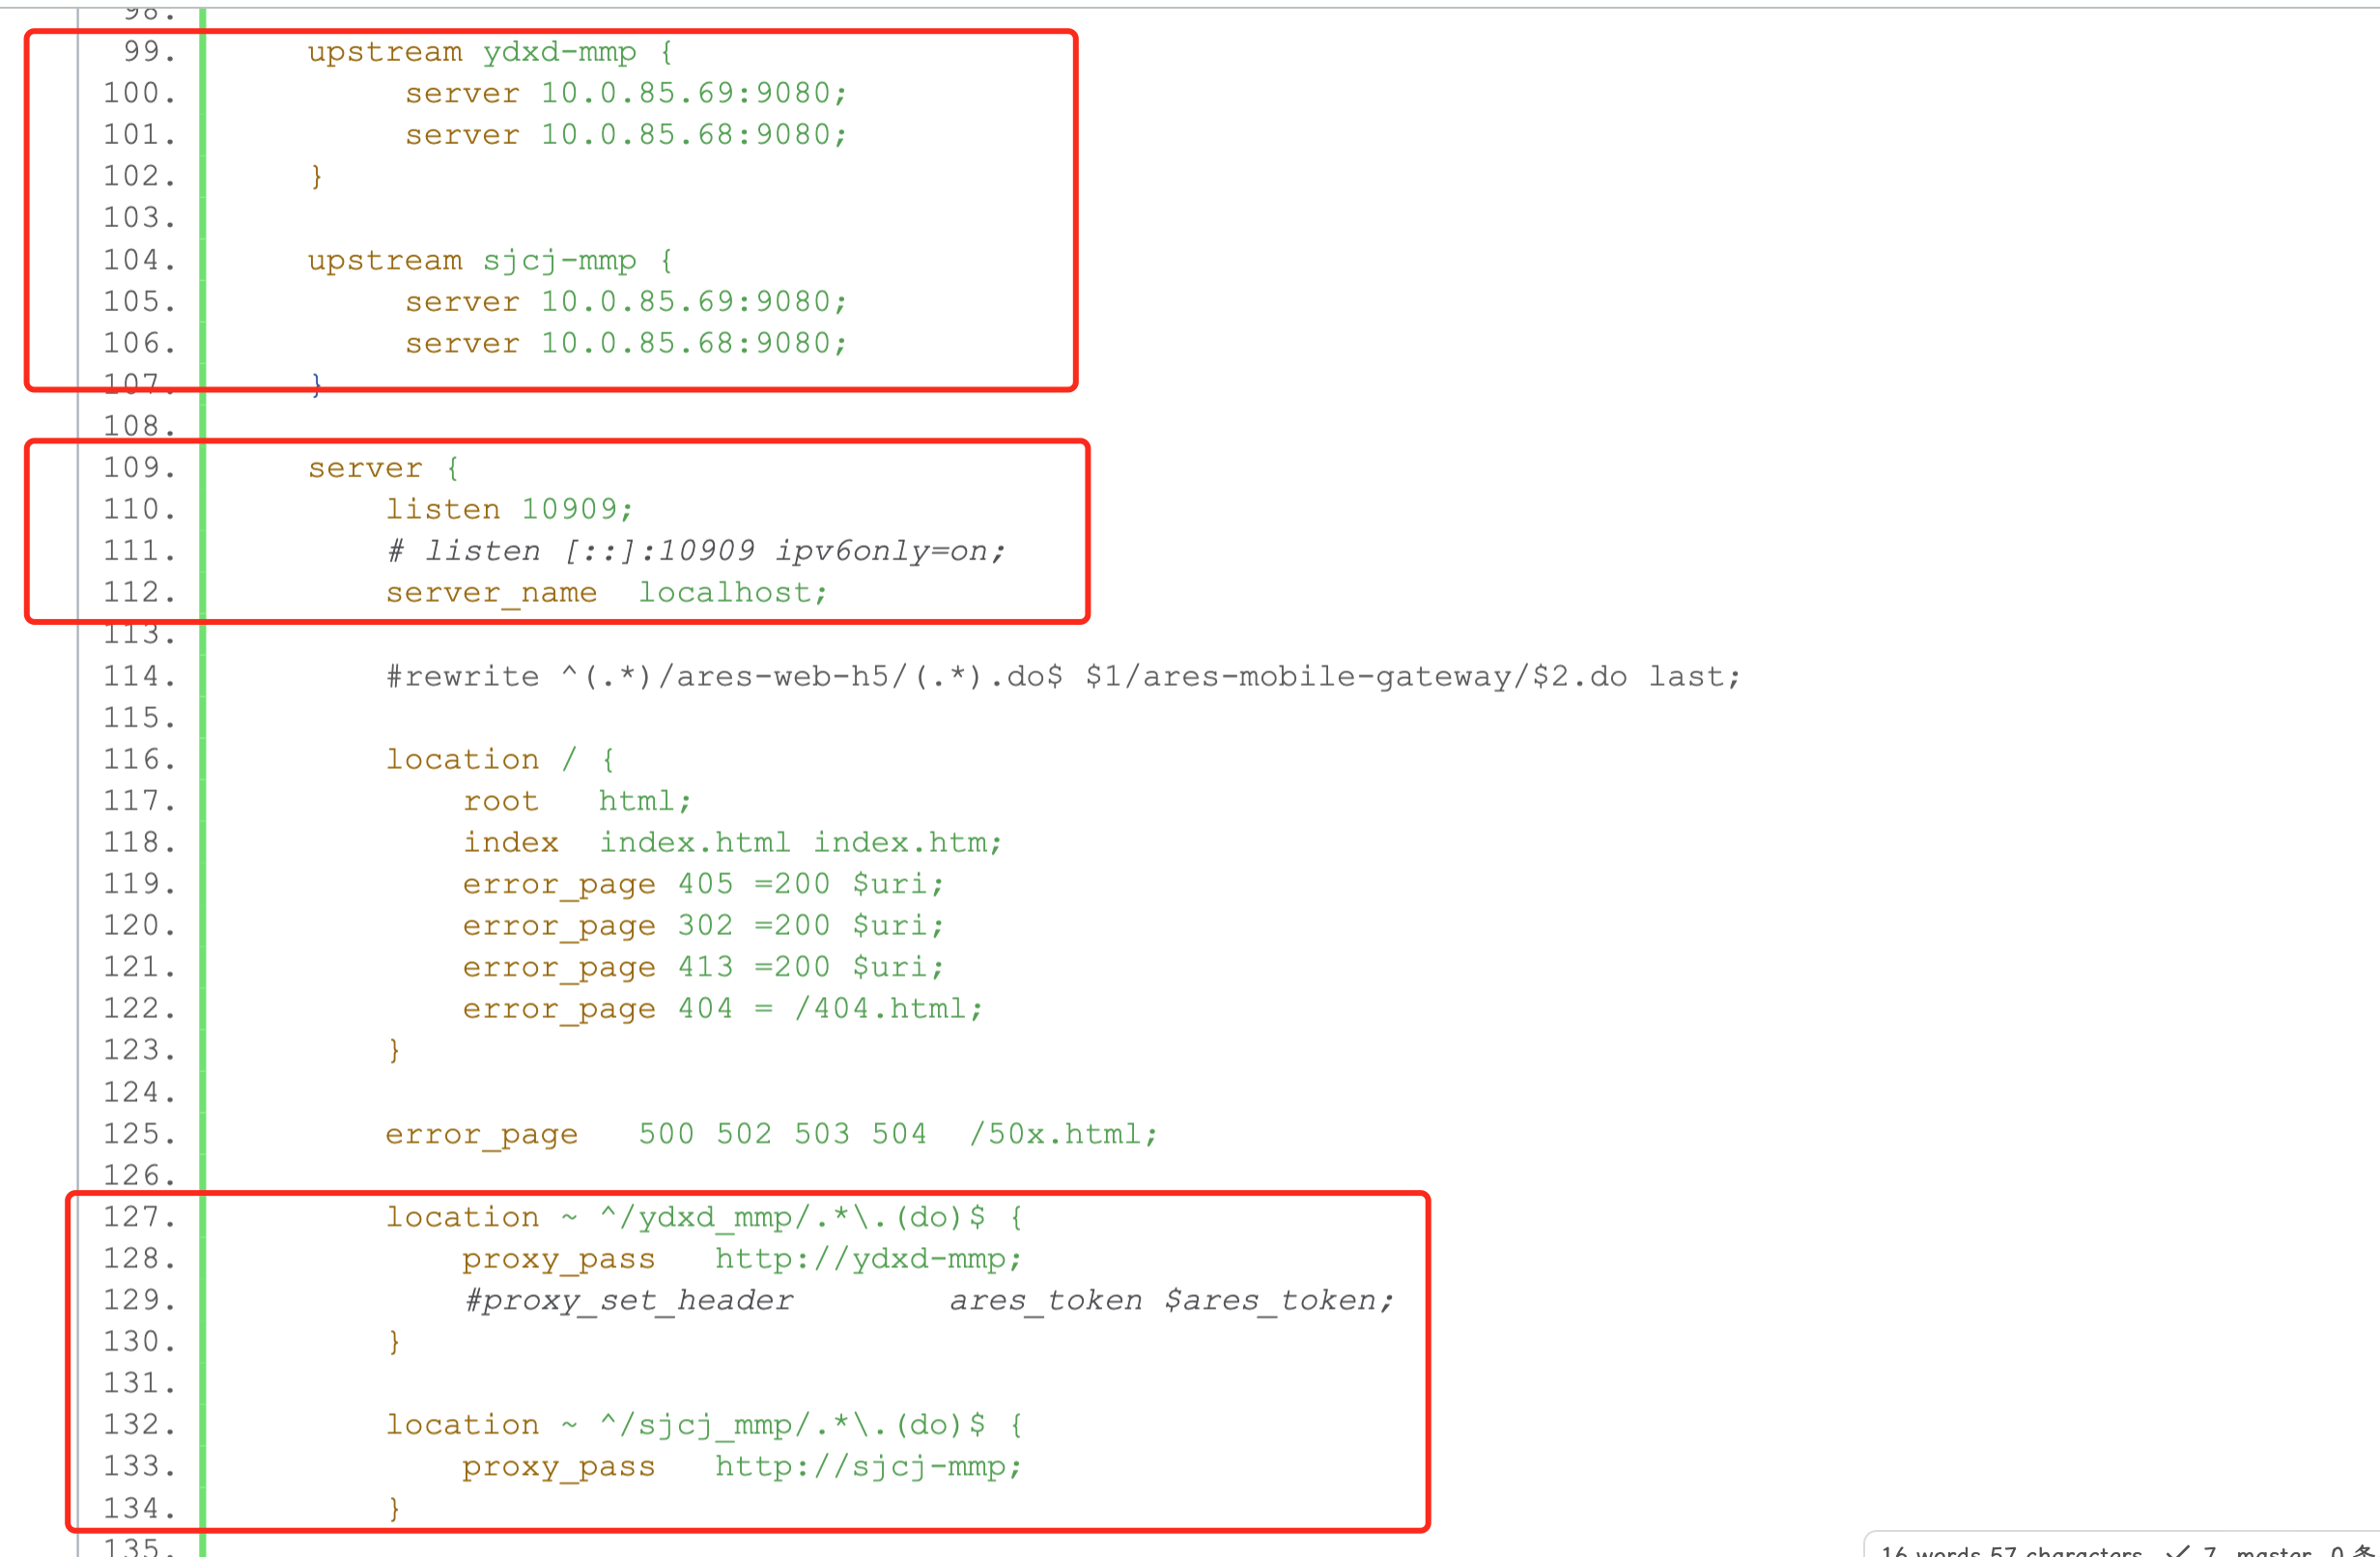 98.
99. upstream ydxd-mmp {
100. server 10.0.85.69:9080;
101. server 10.0.85.68:9080;
102. }
103.
104. upstream sjcj-mmp {
105. server 10.0.85.69:9080;
106. server 10.0.85.68:9080;
107. }
108.
109. server {
110. listen 10909;
111. # listen [::]:10909 ipv6only=on;
112. server_name  localhost;
113.
114. #rewrite ^(.*)/ares-web-h5/(.*).do$ $1/ares-mobile-gateway/$2.do last;
115.
116. location / {
117. root   html;
118. index  index.html index.htm;
119. error_page 405 =200 $uri;
120. error_page 302 =200 $uri;
121. error_page 413 =200 $uri;
122. error_page 404 = /404.html;
123. }
124.
125. error_page   500 502 503 504  /50x.html;
126.
127. location ~ ^/ydxd_mmp/.*\.(do)$ {
128. proxy_pass   http://ydxd-mmp;
129. #proxy_set_header        ares_token $ares_token;
130. }
131.
132. location ~ ^/sjcj_mmp/.*\.(do)$ {
133. proxy_pass   http://sjcj-mmp;
134. }
135.
16 words 57 characters